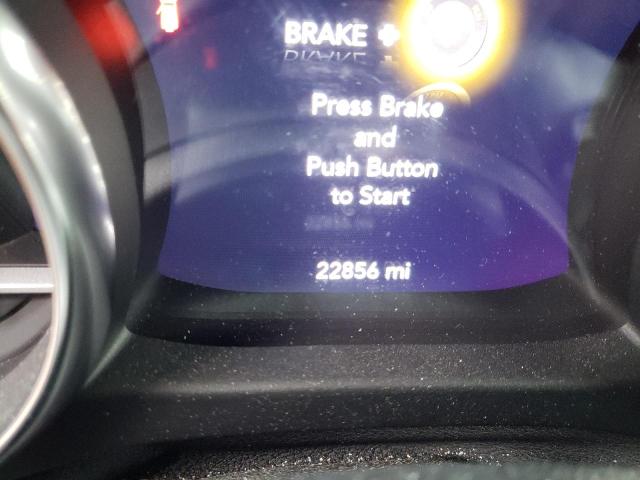 BRAKE +
Press Brake
and
Push Button
to Start
22856 mi